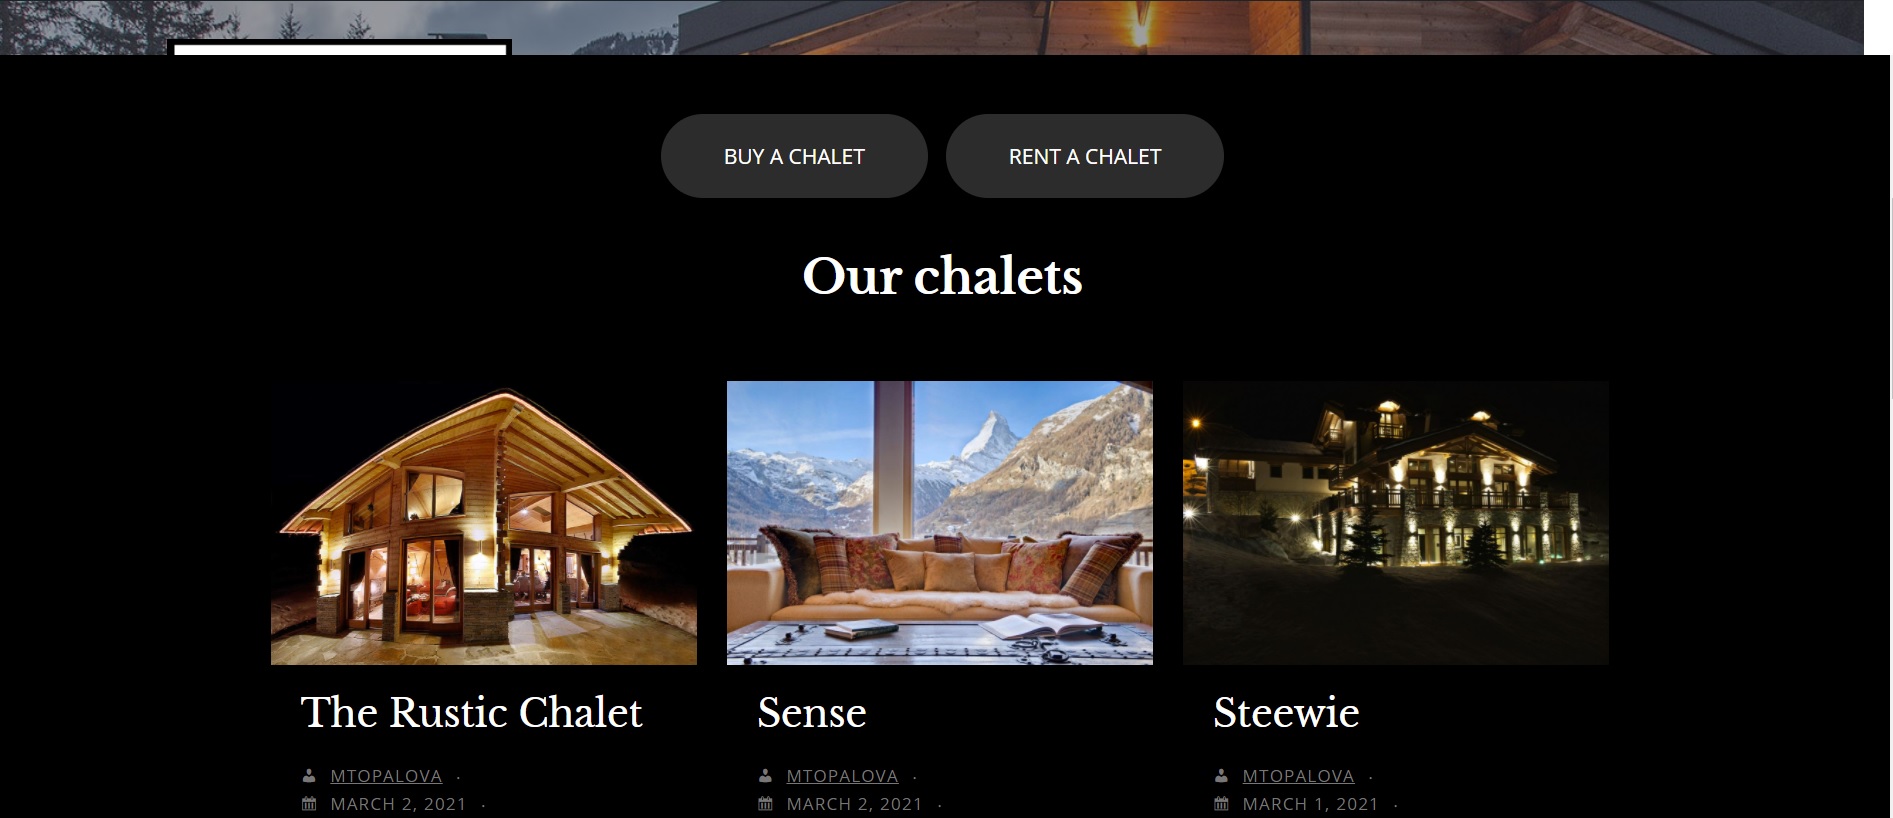 BUY A CHALET
RENT A CHALET
Our chalets
The Rustic Chalet
MTOPALOVA ·
MARCH 2, 2021 ·
Sense
MTOPALOVA ·
MARCH 2, 2021 ·
Steewie
MTOPALOVA ·
MARCH 1, 2021 ·